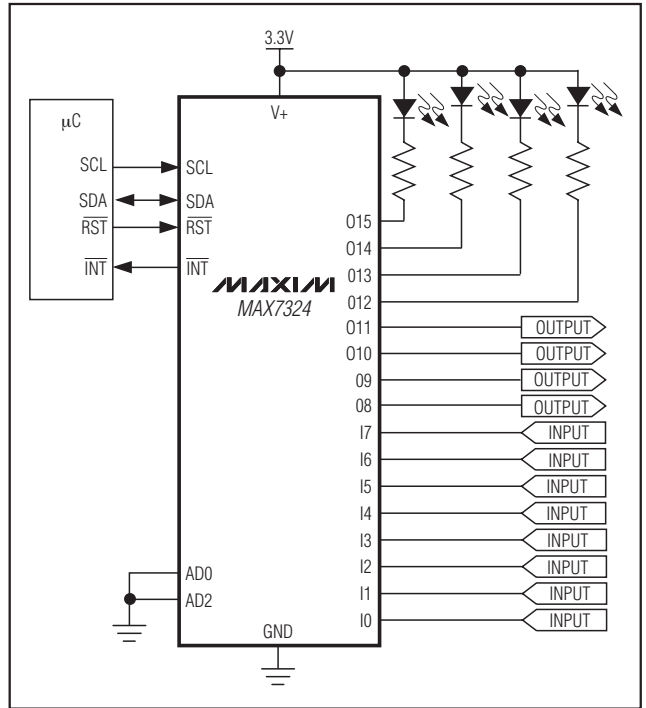 3.3V
μC
V+
SCL
SCL
SDA
SDA
RST
RST
INT
INT
MAXIM
MAX7324
O15
O14
O13
O12
O11
OUTPUT
O10
OUTPUT
O9
OUTPUT
O8
OUTPUT
I7
INPUT
I6
INPUT
I5
INPUT
I4
INPUT
I3
INPUT
I2
INPUT
I1
INPUT
I0
INPUT
AD0
AD2
GND